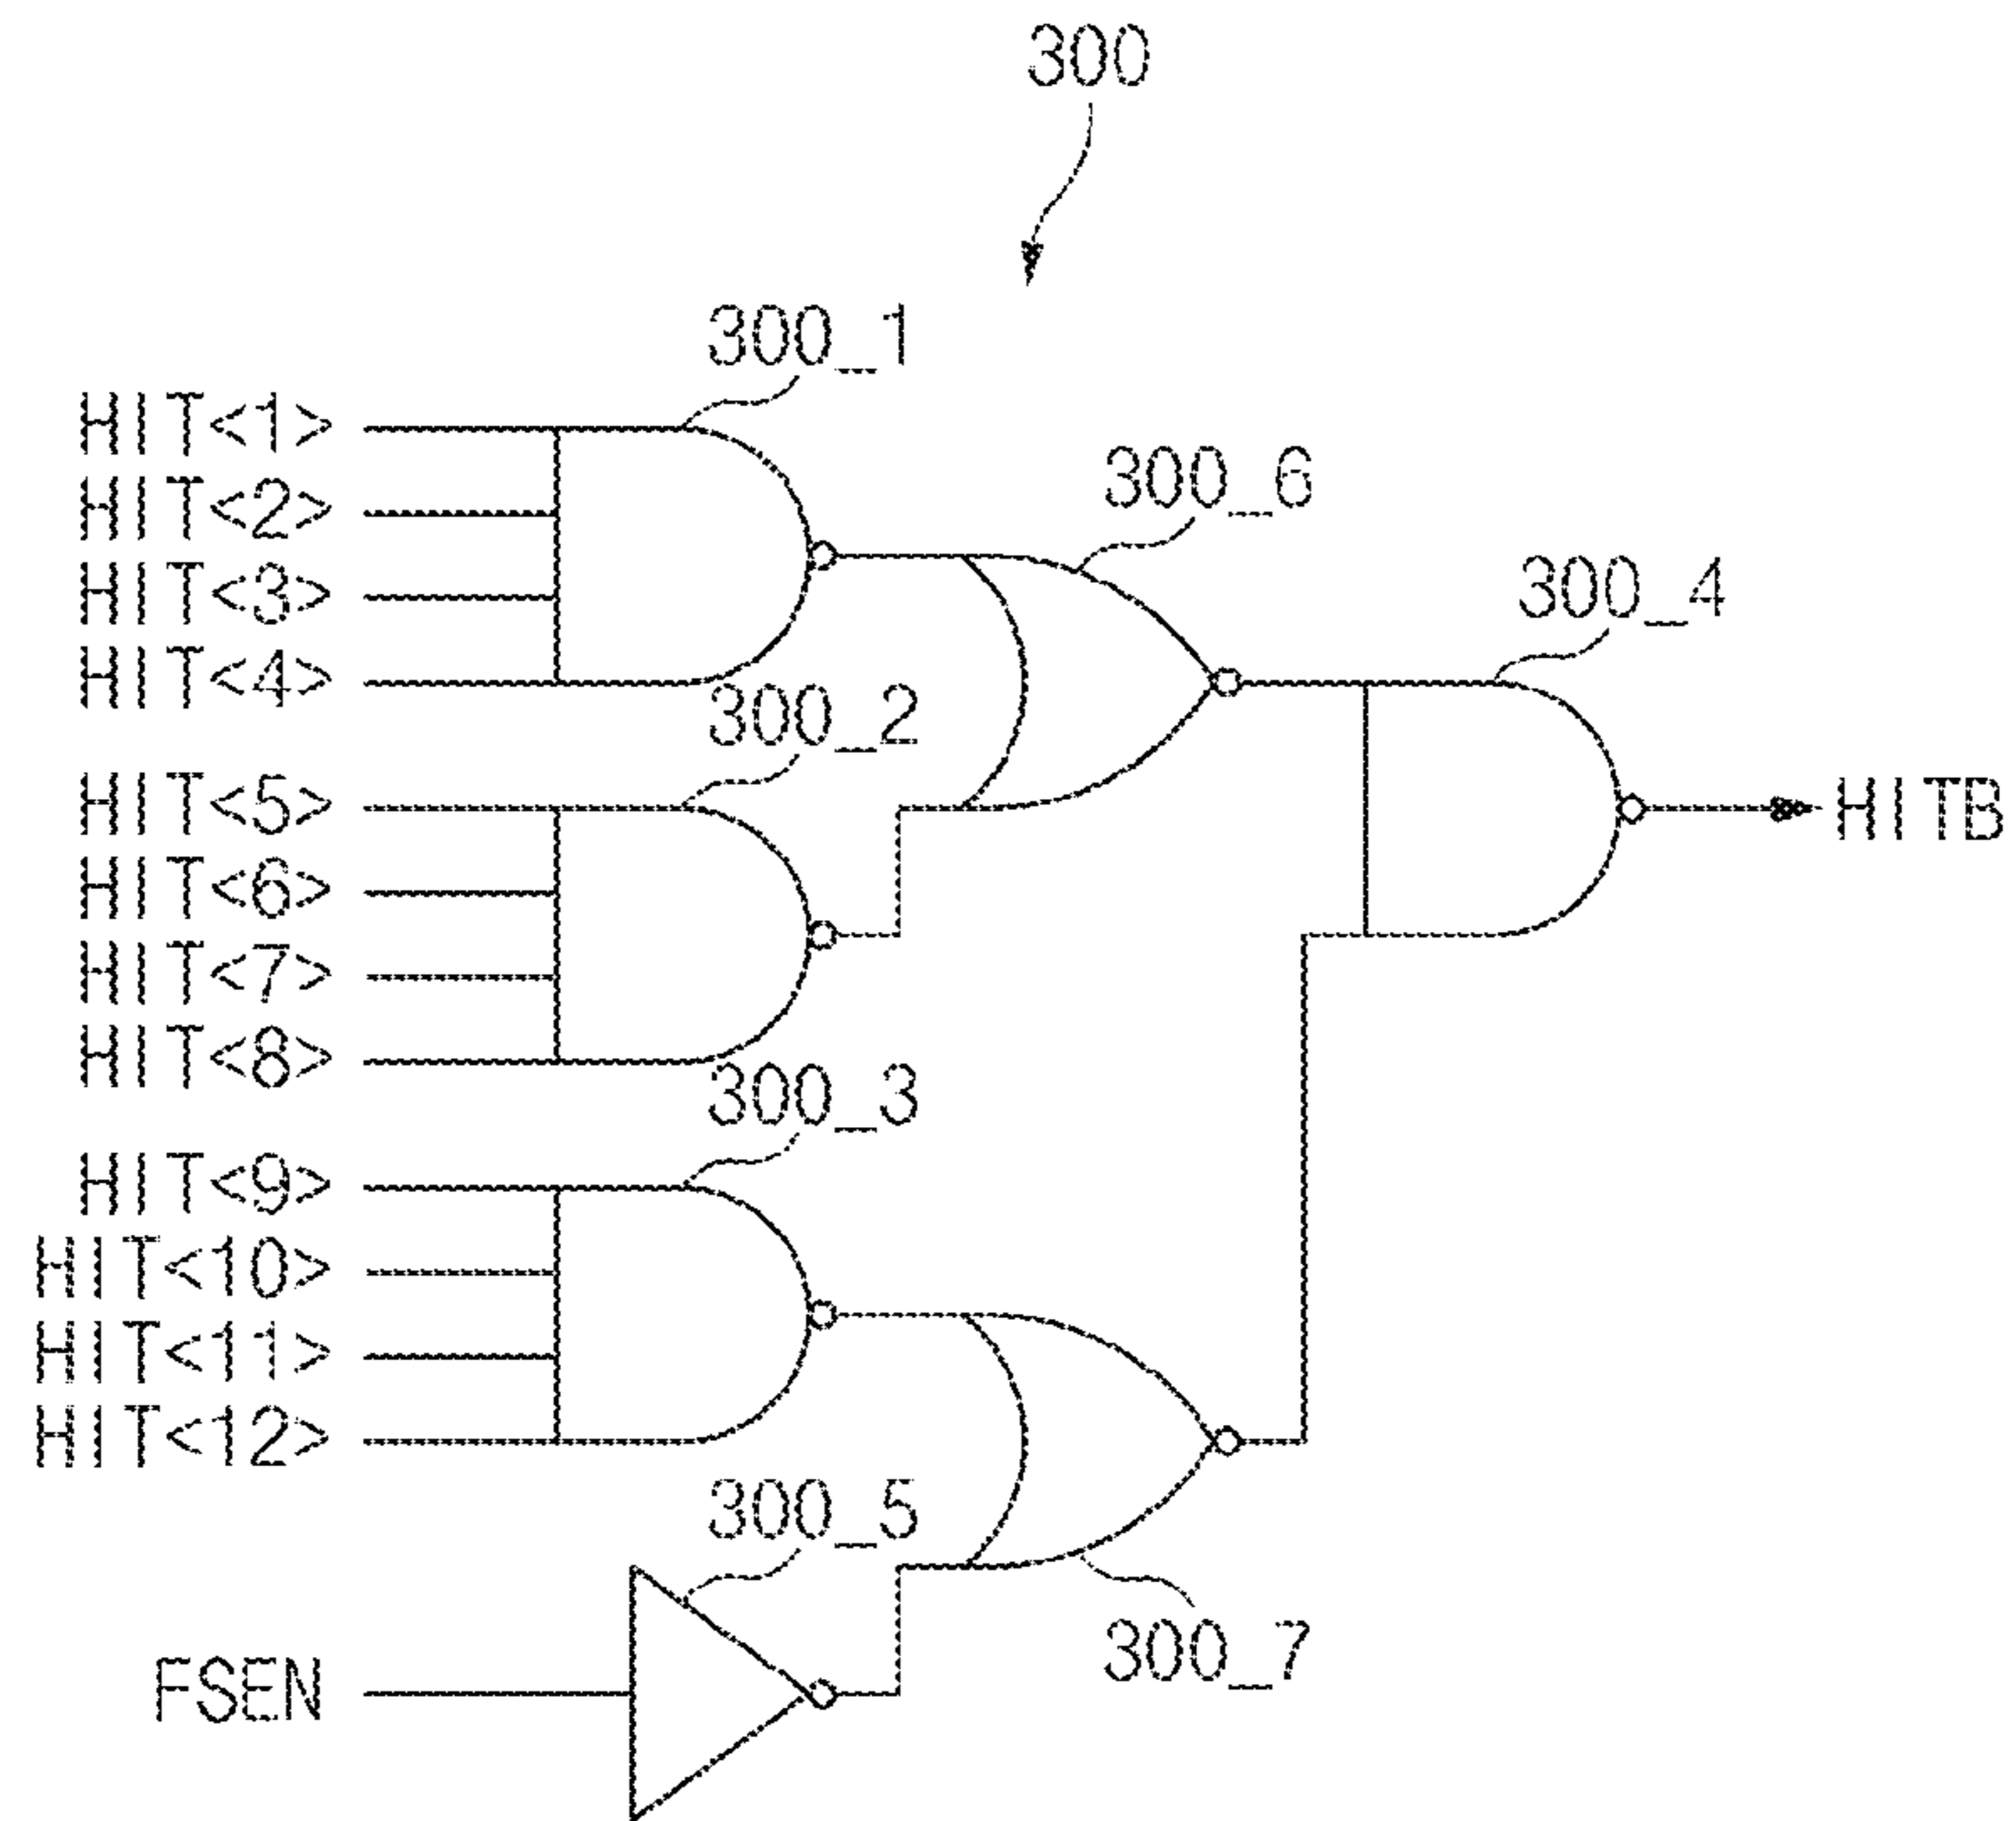 300
300_1
HIT<1>
300_6
HIT<2>
HIT<3>
300_4
HIT<4>
300_2
HIT<5>
HITB
HIT<6>
HIT<7>
HIT<8>
300_3
HIT<9>
HIT<10>
HIT<11>
HIT<12>
300_5
300_7
FSEN